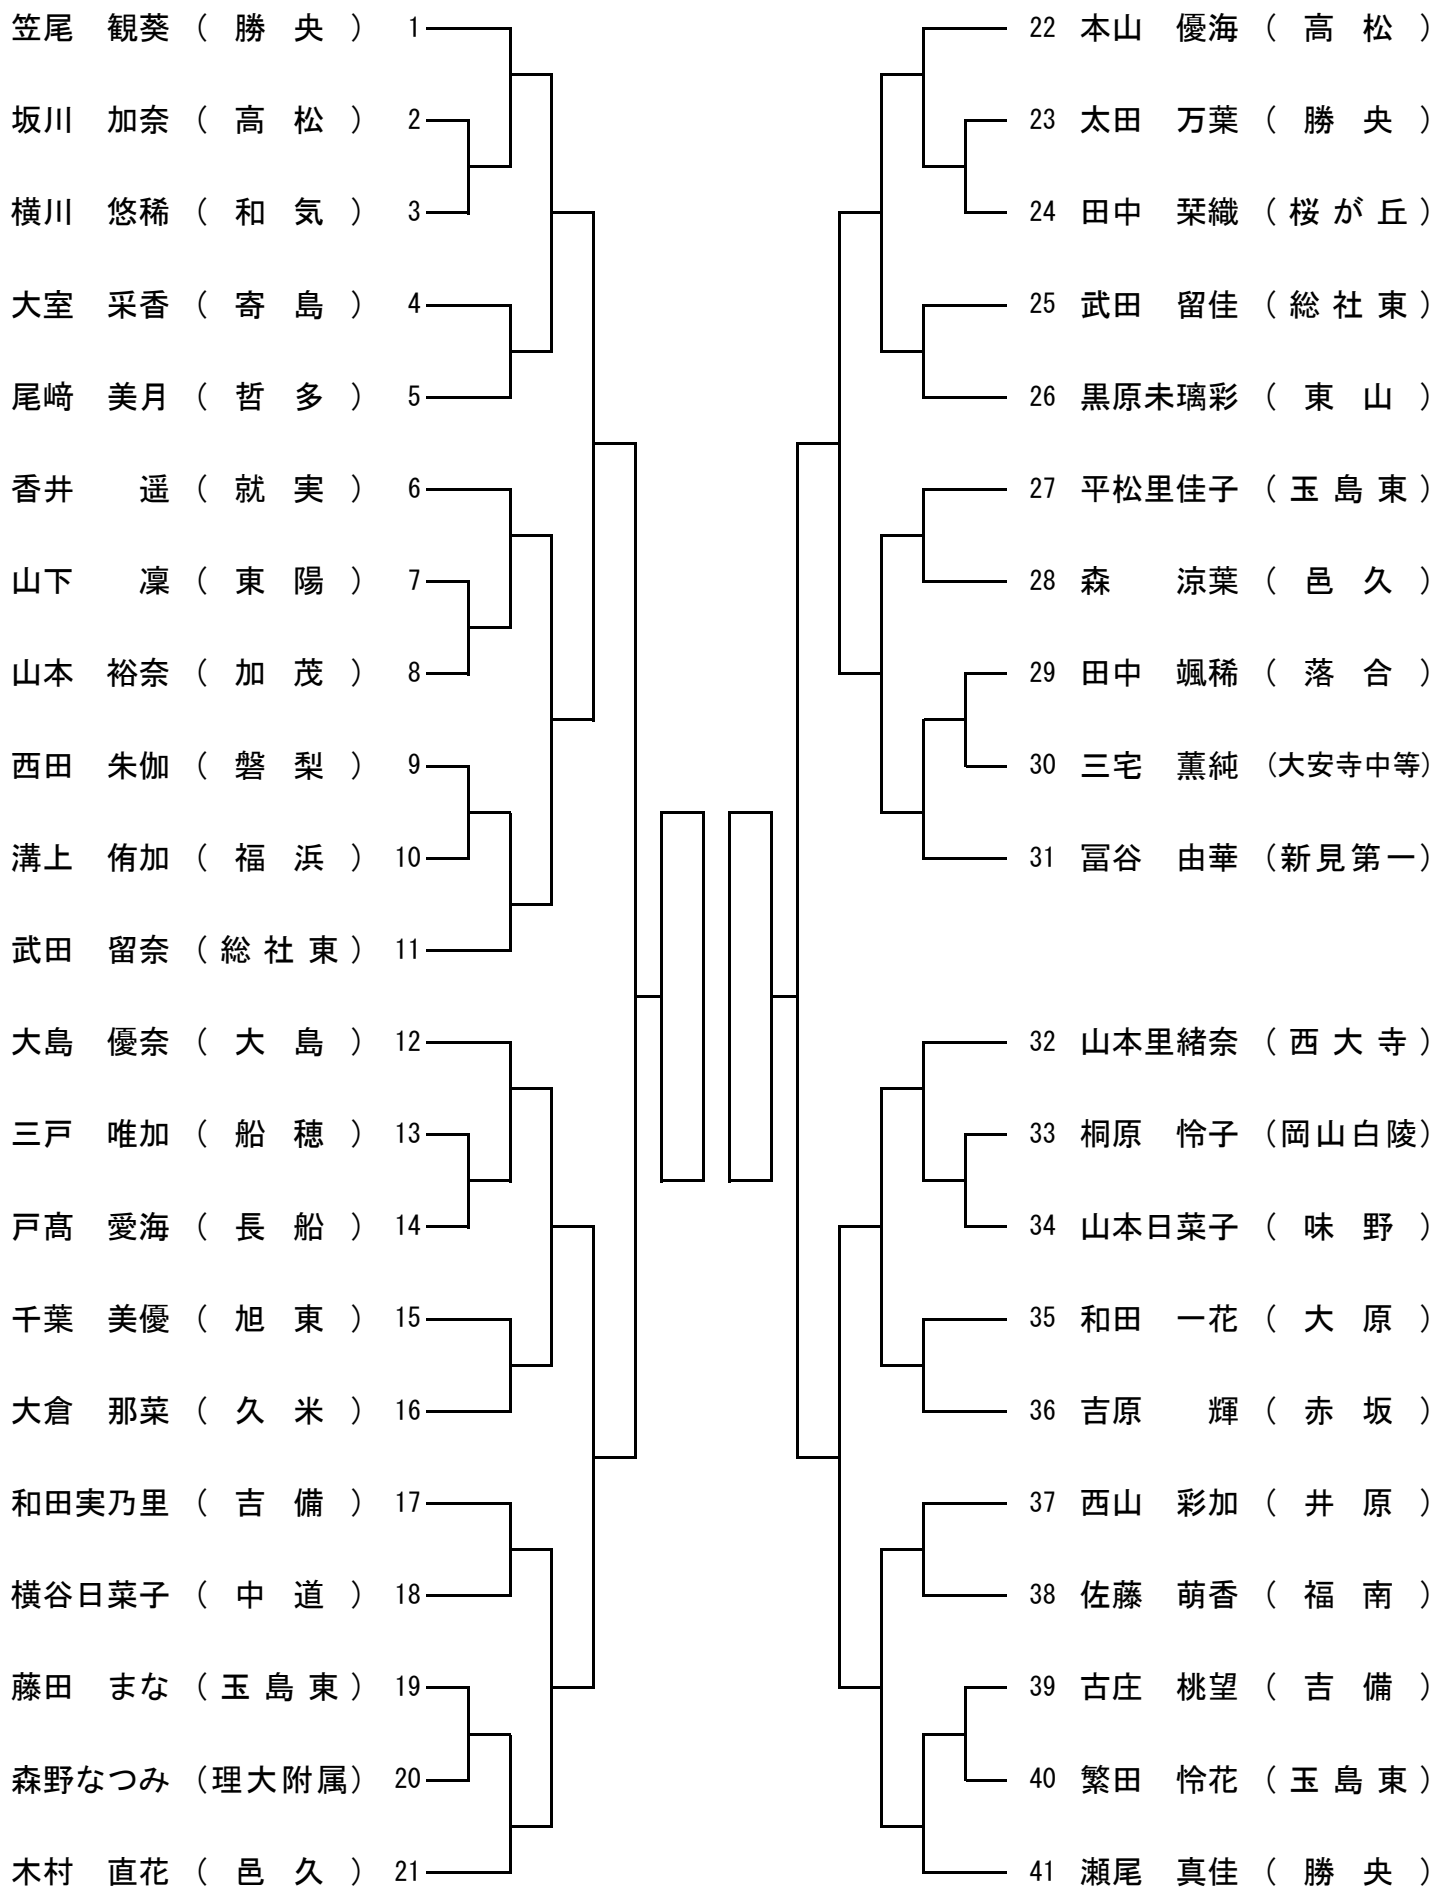 笠尾　観葵 （ 勝　央 ） 1
坂川　加奈 （ 高　松 ） 2
横川　悠稀 （ 和　気 ） 3
大室　采香 （ 寄　島 ） 4
尾﨑　美月 （ 哲　多 ） 5
香井　　遥 （ 就　実 ） 6
山下　　凜 （ 東　陽 ） 7
山本　裕奈 （ 加　茂 ） 8
西田　朱伽 （ 磐　梨 ） 9
溝上　侑加 （ 福　浜 ） 10
武田　留奈 （ 総 社 東 ） 11
大島　優奈 （ 大　島 ） 12
三戸　唯加 （ 船　穂 ） 13
戸髙　愛海 （ 長　船 ） 14
千葉　美優 （ 旭　東 ） 15
大倉　那菜 （ 久　米 ） 16
和田実乃里 （ 吉　備 ） 17
横谷日菜子 （ 中　道 ） 18
藤田　まな （ 玉 島 東 ） 19
森野なつみ （理大附属） 20
木村　直花 （ 邑　久 ） 21
22 本山　優海 （ 高　松 ）
23 太田　万葉 （ 勝　央 ）
24 田中　栞織 （ 桜 が 丘 ）
25 武田　留佳 （ 総 社 東 ）
26 黒原未璃彩 （ 東　山 ）
27 平松里佳子 （ 玉 島 東 ）
28 森　　涼葉 （ 邑　久 ）
29 田中　颯稀 （ 落　合 ）
30 三宅　薫純 （大安寺中等）
31 冨谷　由華 （新見第一）
32 山本里緒奈 （ 西 大 寺 ）
33 桐原　怜子 （岡山白陵）
34 山本日菜子 （ 味　野 ）
35 和田　一花 （ 大　原 ）
36 吉原　　輝 （ 赤　坂 ）
37 西山　彩加 （ 井　原 ）
38 佐藤　萌香 （ 福　南 ）
39 古庄　桃望 （ 吉　備 ）
40 繁田　怜花 （ 玉 島 東 ）
41 瀬尾　真佳 （ 勝　央 ）